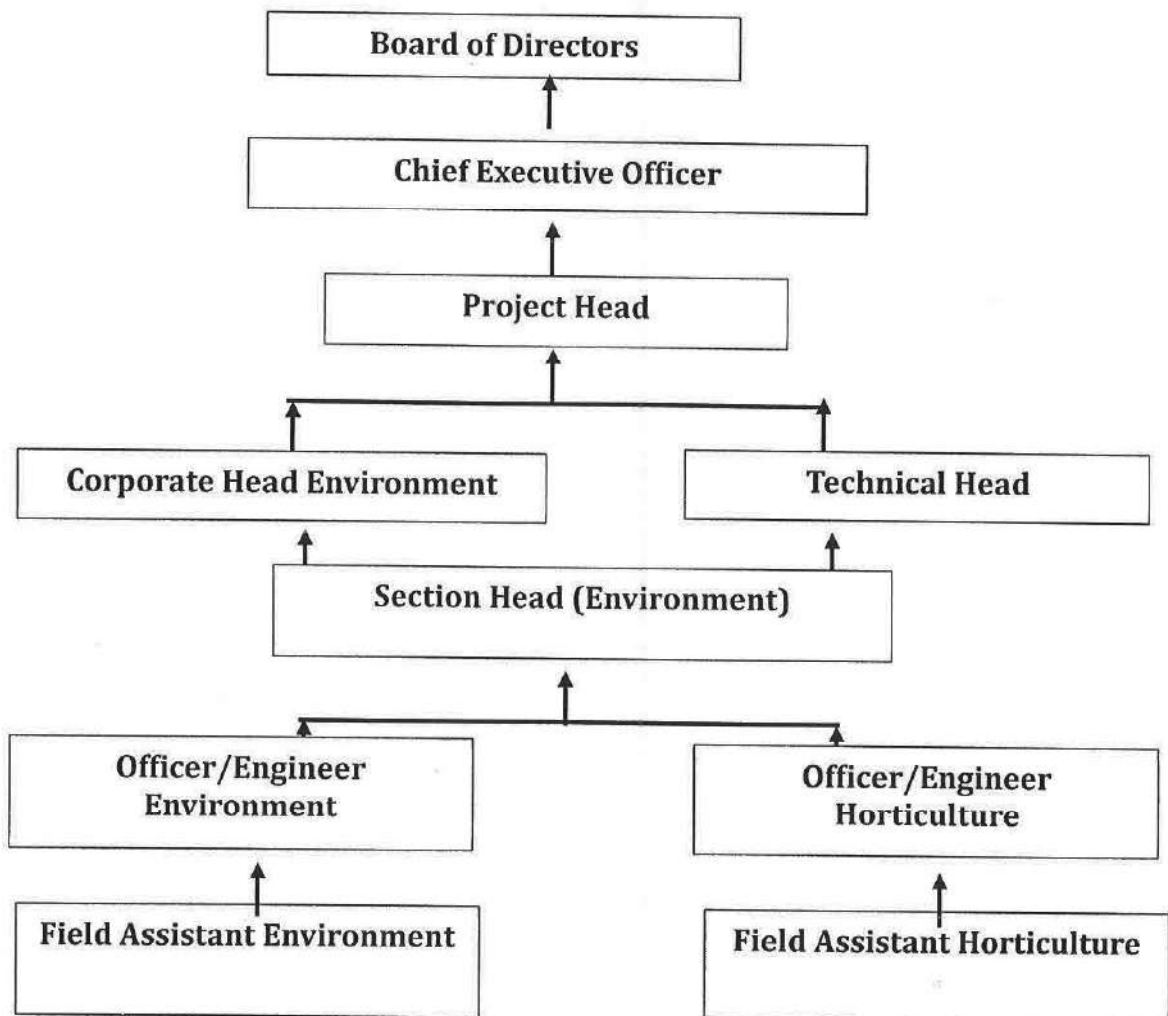 Board of Directors
Chief Executive Officer
Project Head
Corporate Head Environment
Technical Head
Section Head (Environment)
Officer/Engineer
Environment
Officer/Engineer
Horticulture
Field Assistant Environment
Field Assistant Horticulture